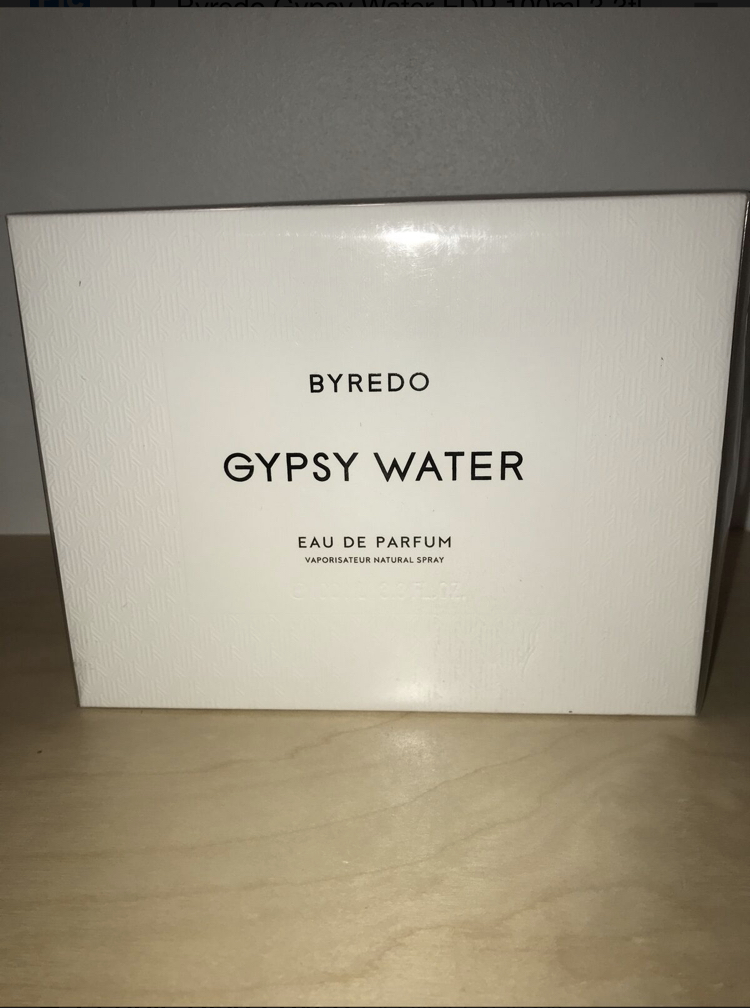 BYREDO
GYPSY WATER
EAU DE PARFUM
VAPORISATEUR NATURAL SPRAY